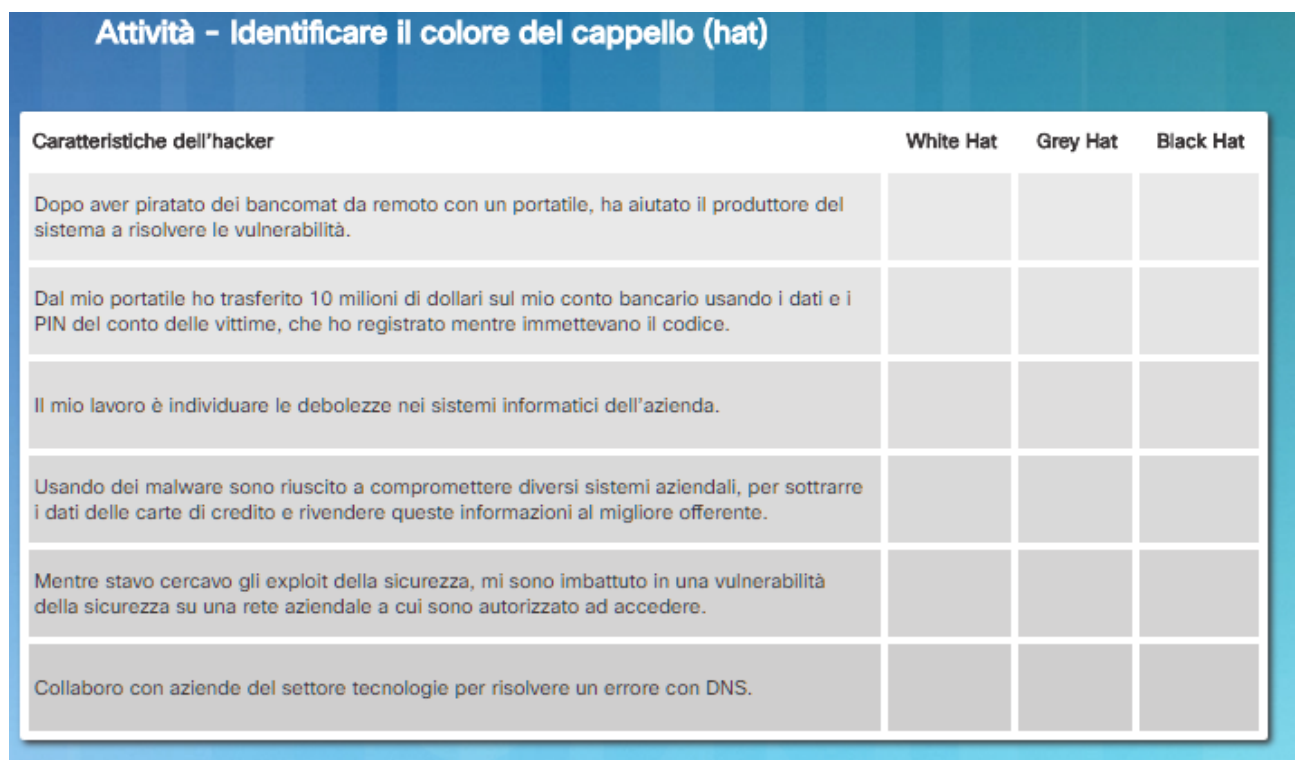 Attività - Identificare il colore del cappello (hat)
Caratteristiche dell'hacker White Hat Grey Hat Black Hat
Dopo aver piratato dei bancomat da remoto con un portatile, ha aiutato il produttore del
sistema a risolvere le vulnerabilità.
Dal mio portatile ho trasferito 10 milioni di dollari sul mio conto bancario usando i dati e i
PIN del conto delle vittime, che ho registrato mentre immettevano il codice.
Il mio lavoro è individuare le debolezze nei sistemi informatici dell'azienda.
Usando dei malware sono riuscito a compromettere diversi sistemi aziendali, per sottrarre
i dati delle carte di credito e rivendere queste informazioni al migliore offerente.
Mentre stavo cercavo gli exploit della sicurezza, mi sono imbattuto in una vulnerabilità
della sicurezza su una rete aziendale a cui sono autorizzato ad accedere.
Collaboro con aziende del settore tecnologie per risolvere un errore con DNS.